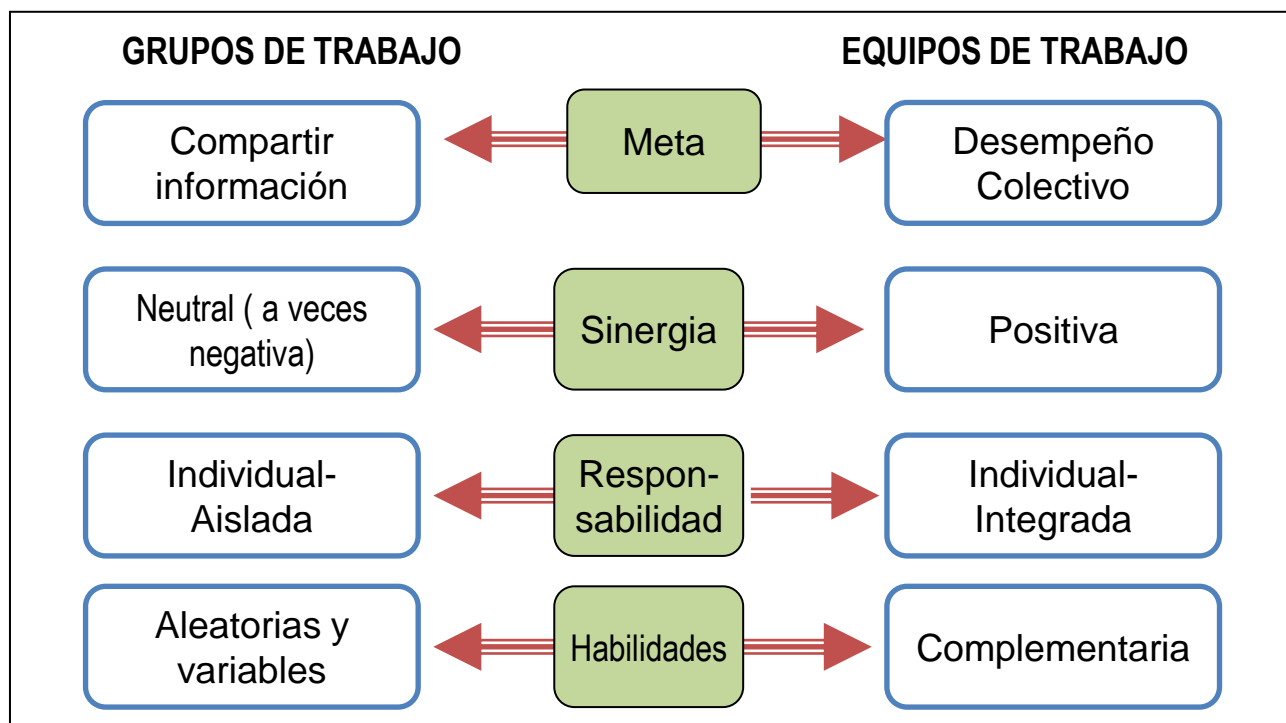 GRUPOS DE TRABAJO
EQUIPOS DE TRABAJO
Compartir
información
Meta
Desempeño
Colectivo
Neutral ( a veces
negativa)
Sinergia
Positiva
Individual-
Aislada
Respon-
sabilidad
Individual-
Integrada
Aleatorias y
variables
Habilidades
Complementaria